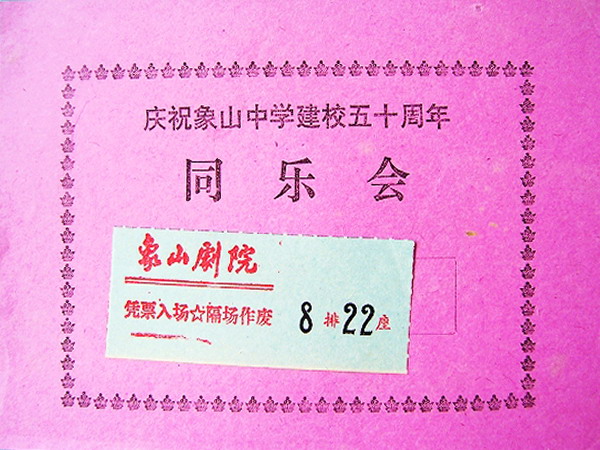 庆祝象山中学建校五十周年
同乐会
象山剧院
凭票入场☆隔场作废 8排22座